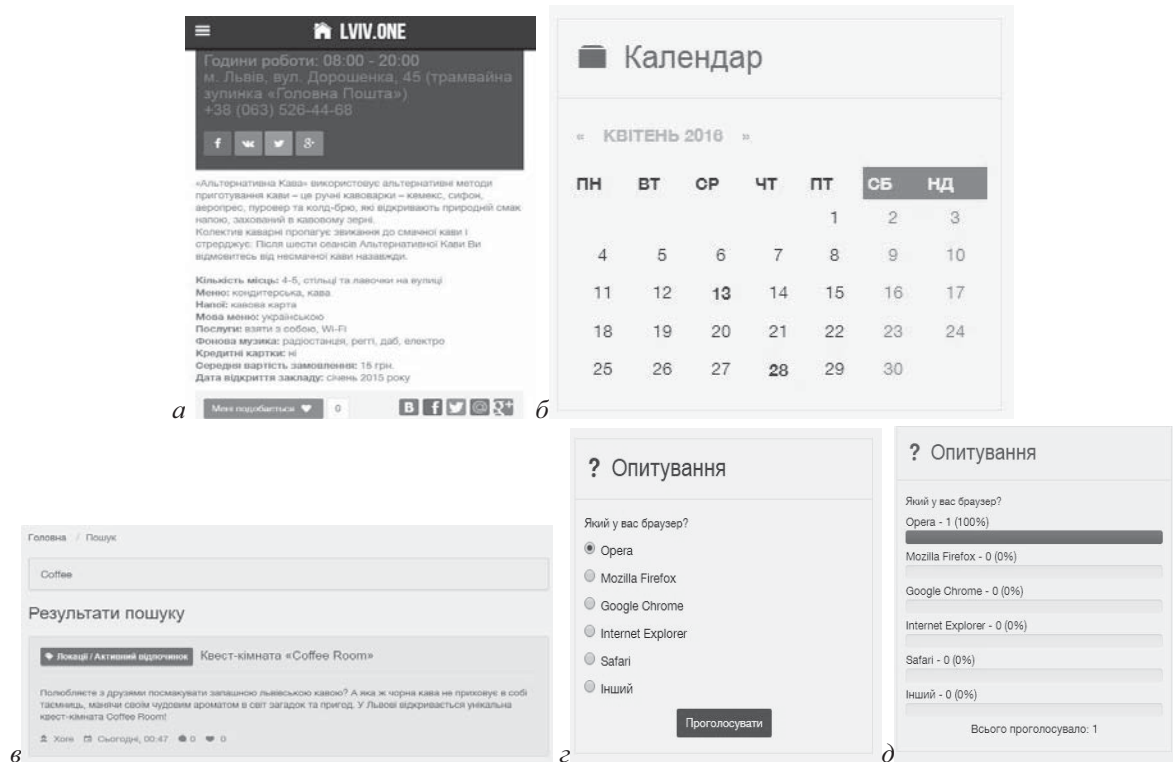 LVIV.ONE
Години роботи: 08:00 - 20:00
м. Львів, вул. Дорошенка, 45 (трамвайна
зупинка «Головна Пошта»)
+38 (063) 526-44-68
«Альтернативна Кава» використовує альтернативні методи
приготування кави – це ручні кавоварки – кемекс, сифон,
аеропрес, пуровер та колд-брю, які відкривають природній смак
напою, захований в кавовому зерні.
Колектив каварні пропагує звикання до смачної кави і
стверджує: Після шести сеансів Альтернативної Кави Ви
відмовитесь від несмачної кави назавжди.
Кількість місць: 4-5, стільці та лавочки на вулиці
Меню: кондитерська, кава
Напої: кавова карта
Мова меню: українською
Послуги: взяти з собою, Wi-Fi
Фонова музика: радіостанція, реггі, даб, електро
Кредитні картки: ні
Середня вартість замовлення: 15 грн.
Дата відкриття закладу: січень 2015 року
Мені подобається 0
а
Календар
« КВІТЕНЬ 2016 »
ПН ВТ СР ЧТ ПТ СБ НД
1 2 3
4 5 6 7 8 9 10
11 12 13 14 15 16 17
18 19 20 21 22 23 24
25 26 27 28 29 30
б
Головна / Пошук
Coffee
Результати пошуку
Локації / Активний відпочинок Квест-кімната «Coffee Room»
Полюбляєте з друзями посмакувати запашною львівською кавою? А яка ж чорна кава не приховує в собі
таємниць, манячи своїм чудовим ароматом в світ загадок та пригод. У Львові відкривається унікальна
квест-кімната Coffee Room!
Xore Сьогодні, 00:47 0 0
в
? Опитування
Який у вас браузер?
Opera
Mozilla Firefox
Google Chrome
Internet Explorer
Safari
Інший
Проголосувати
г
? Опитування
Який у вас браузер?
Opera - 1 (100%)
Mozilla Firefox - 0 (0%)
Google Chrome - 0 (0%)
Internet Explorer - 0 (0%)
Safari - 0 (0%)
Інший - 0 (0%)
Всього проголосувало: 1
д